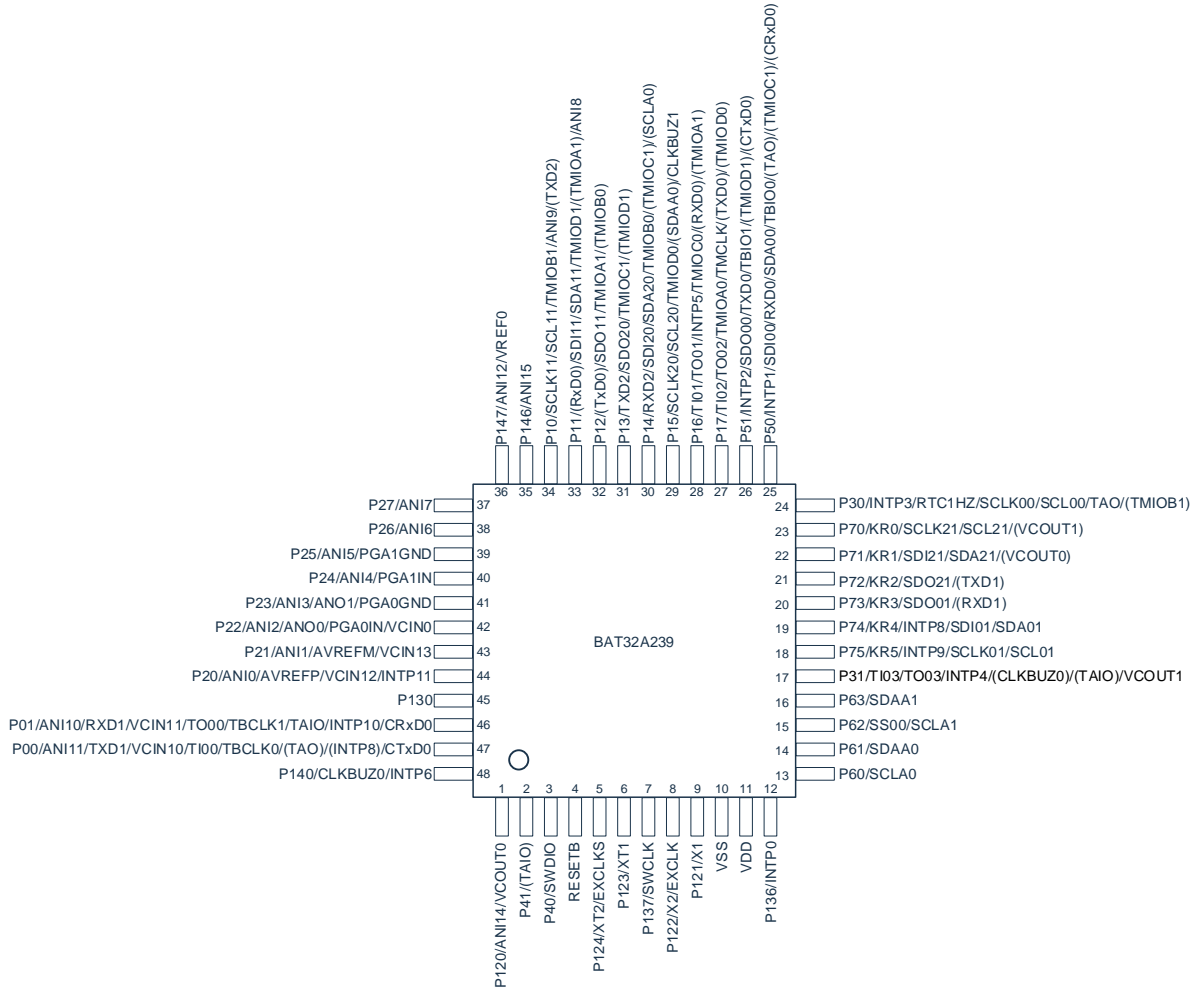 P147/ANI12/VREF0
P146/ANI15
P10/SCLK11/SCL11/TMIOB1/ANI9/(TXD2)
P11/(RxD0)/SDI11/SDA11/TMIOD1/(TMIOA1)/ANI8
P12/(TxD0)/SDO11/TMIOA1/(TMIOB0)
P13/TXD2/SDO20/TMIOC1/(TMIOD1)
P14/RXD2/SDI20/SDA20/TMIOB0/(TMIOC1)/(SCLA0)
P15/SCLK20/SCL20/TMIOD0/(SDAA0)/CLKBUZ1
P16/TI01/TO01/INTP5/TMIOC0/(RXD0)/(TMIOA1)
P17/TI02/TO02/TMIOA0/TMCLK/(TXD0)/(TMIOD0)
P51/INTP2/SDO00/TXD0/TBIO1/(TMIOD1)/(CTxD0)
P50/INTP1/SDI00/RXD0/SDA00/TBIO0/(TAO)/(TMIOC1)/(CRxD0)
36 35 34 33 32 31 30 29 28 27 26 25
P27/ANI7 37
P26/ANI6 38
P25/ANI5/PGA1GND 39
P24/ANI4/PGA1IN 40
P23/ANI3/ANO1/PGA0GND 41
P22/ANI2/ANO0/PGA0IN/VCIN0 42
P21/ANI1/AVREFM/VCIN13 43
P20/ANI0/AVREFP/VCIN12/INTP11 44
P130 45
P01/ANI10/RXD1/VCIN11/TO00/TBCLK1/TAIO/INTP10/CRxD0 46
P00/ANI11/TXD1/VCIN10/TI00/TBCLK0/(TAO)/(INTP8)/CTxD0 47
P140/CLKBUZ0/INTP6 48
BAT32A239
24 P30/INTP3/RTC1HZ/SCLK00/SCL00/TAO/(TMIOB1)
23 P70/KR0/SCLK21/SCL21/(VCOUT1)
22 P71/KR1/SDI21/SDA21/(VCOUT0)
21 P72/KR2/SDO21/(TXD1)
20 P73/KR3/SDO01/(RXD1)
19 P74/KR4/INTP8/SDI01/SDA01
18 P75/KR5/INTP9/SCLK01/SCL01
17 P31/TI03/TO03/INTP4/(CLKBUZ0)/(TAIO)/VCOUT1
16 P63/SDAA1
15 P62/SS00/SCLA1
14 P61/SDAA0
13 P60/SCLA0
1 2 3 4 5 6 7 8 9 10 11 12
P120/ANI14/VCOUT0
P41/(TAIO)
P40/SWDIO
RESETB
P124/XT2/EXCLKS
P123/XT1
P137/SWCLK
P122/X2/EXCLK
P121/X1
VSS
VDD
P136/INTP0